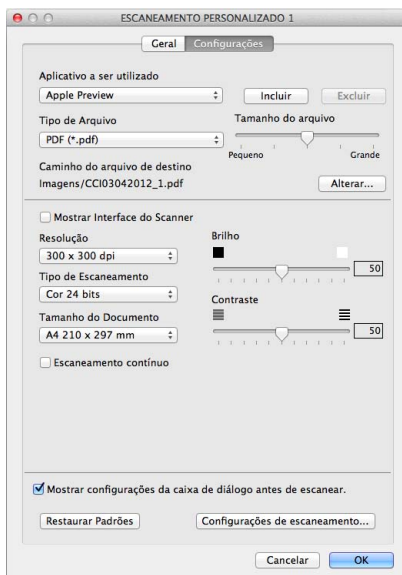 ESCANEAMENTO PERSONALIZADO 1
Geral Configurações
Aplicativo a ser utilizado
Apple Preview Incluir Excluir
Tipo de Arquivo Tamanho do arquivo
PDF (*.pdf)
Pequeno Grande
Caminho do arquivo de destino
Imagens/CCI03042012_1.pdf Alterar...
Mostrar Interface do Scanner
Resolução Brilho
300 x 300 dpi 50
Tipo de Escaneamento
Cor 24 bits Contraste
Tamanho do Documento
A4 210 x 297 mm 50
Escaneamento contínuo
Mostrar configurações da caixa de diálogo antes de escanear.
Restaurar Padrões Configurações de escaneamento...
Cancelar OK